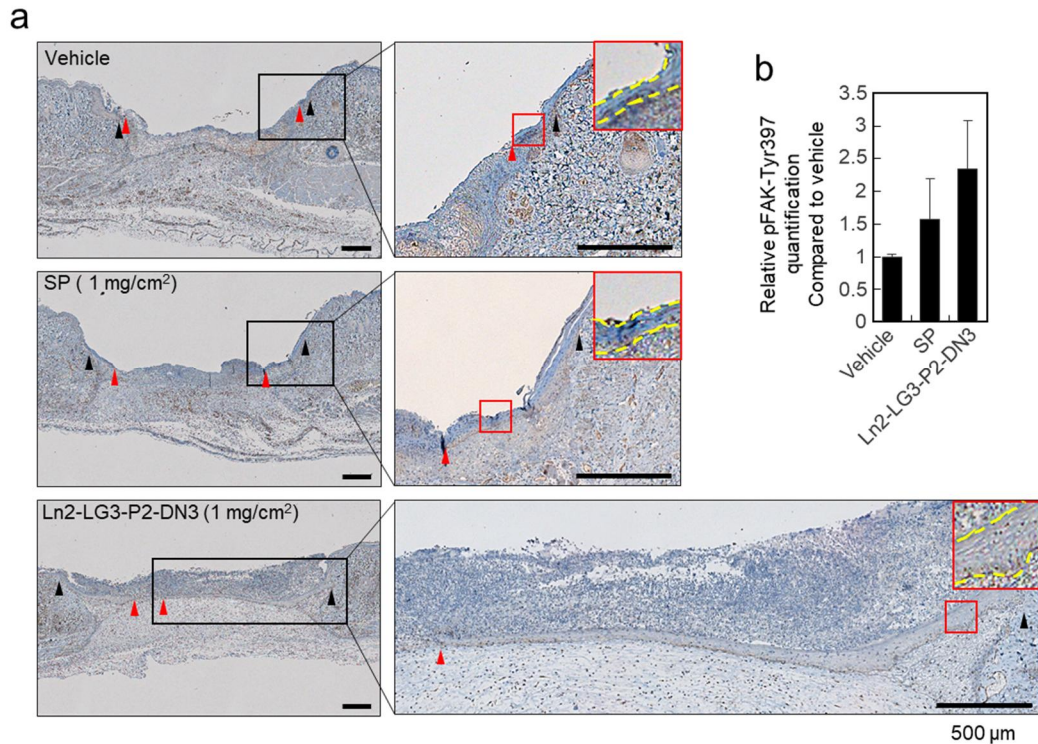 a
Vehicle
SP ( 1 mg/cm²)
Ln2-LG3-P2-DN3 (1 mg/cm²)
500 µm
b
Relative pFAK-Tyr397
quantification
Compared to vehicle
3.5
3
2.5
2
1.5
1
0.5
0
Vehicle
SP
Ln2-LG3-P2-DN3